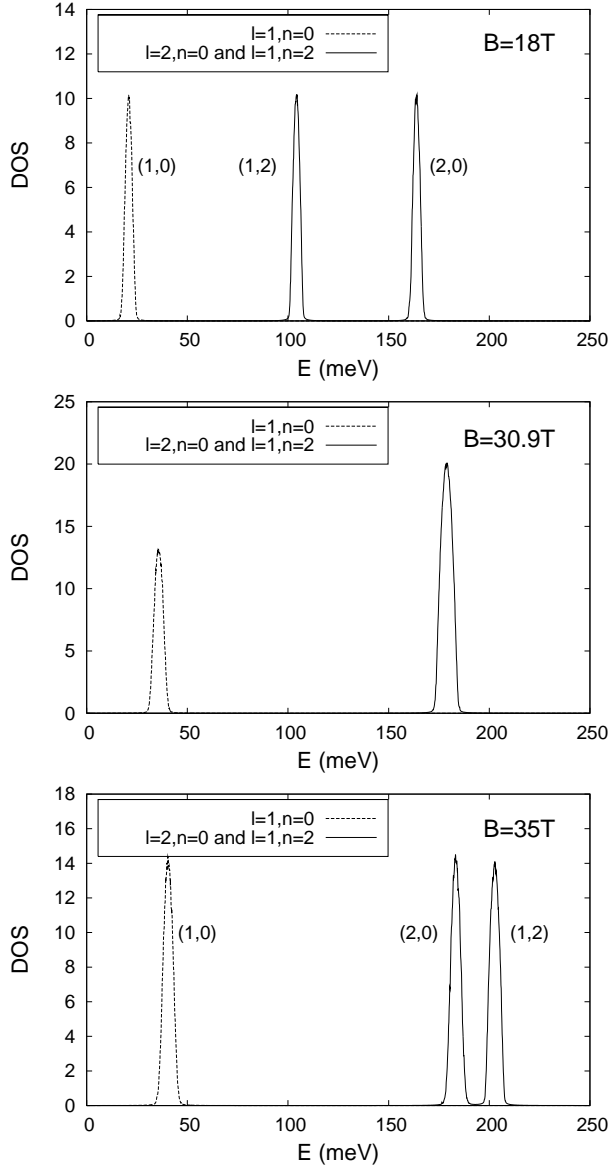 14
12
10
8
6
4
2
0
DOS
l=1,n=0
l=2,n=0 and l=1,n=2
B=18T
(1,0)
(1,2)
(2,0)
0 50 100 150 200 250
E (meV)
25
20
15
10
5
0
DOS
l=1,n=0
l=2,n=0 and l=1,n=2
B=30.9T
0 50 100 150 200 250
E (meV)
18
16
14
12
10
8
6
4
2
0
DOS
l=1,n=0
l=2,n=0 and l=1,n=2
B=35T
(1,0)
(2,0)
(1,2)
0 50 100 150 200 250
E (meV)